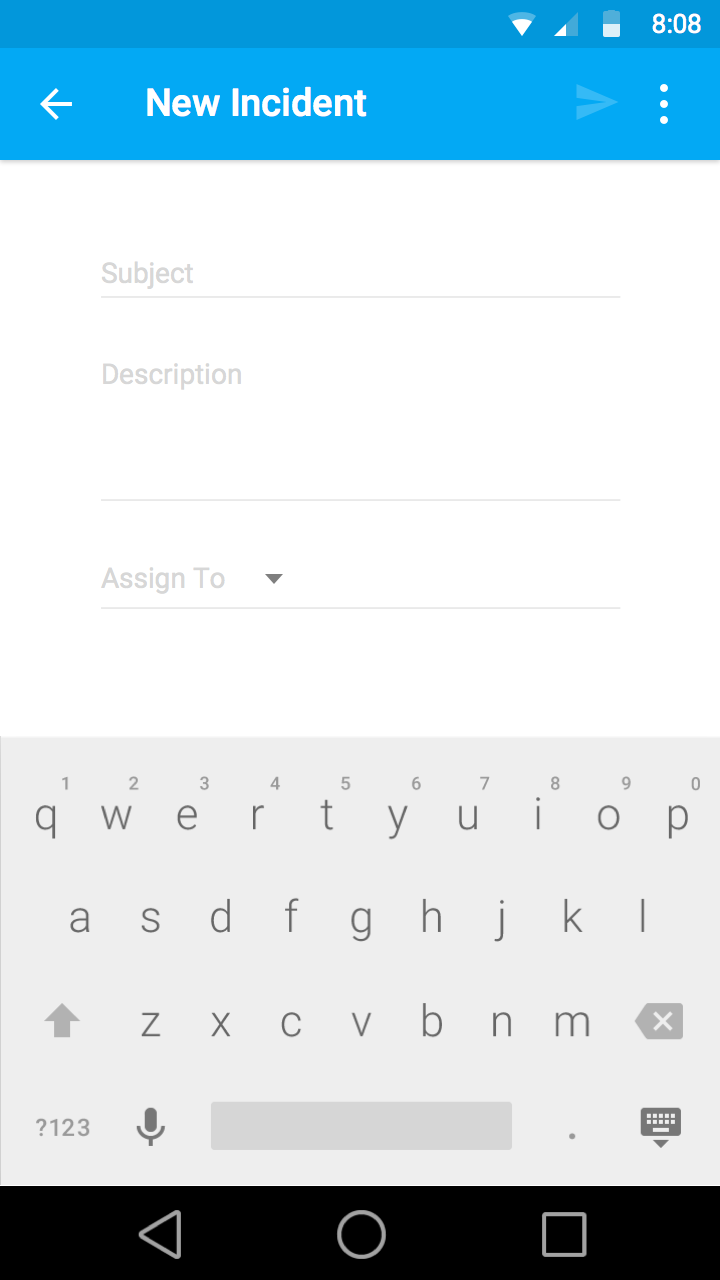 8:08
New Incident
Subject
Description
Assign To
1 2 3 4 5 6 7 8 9 0
q w e r t y u i o p
a s d f g h j k l
z x c v b n m
?123 .